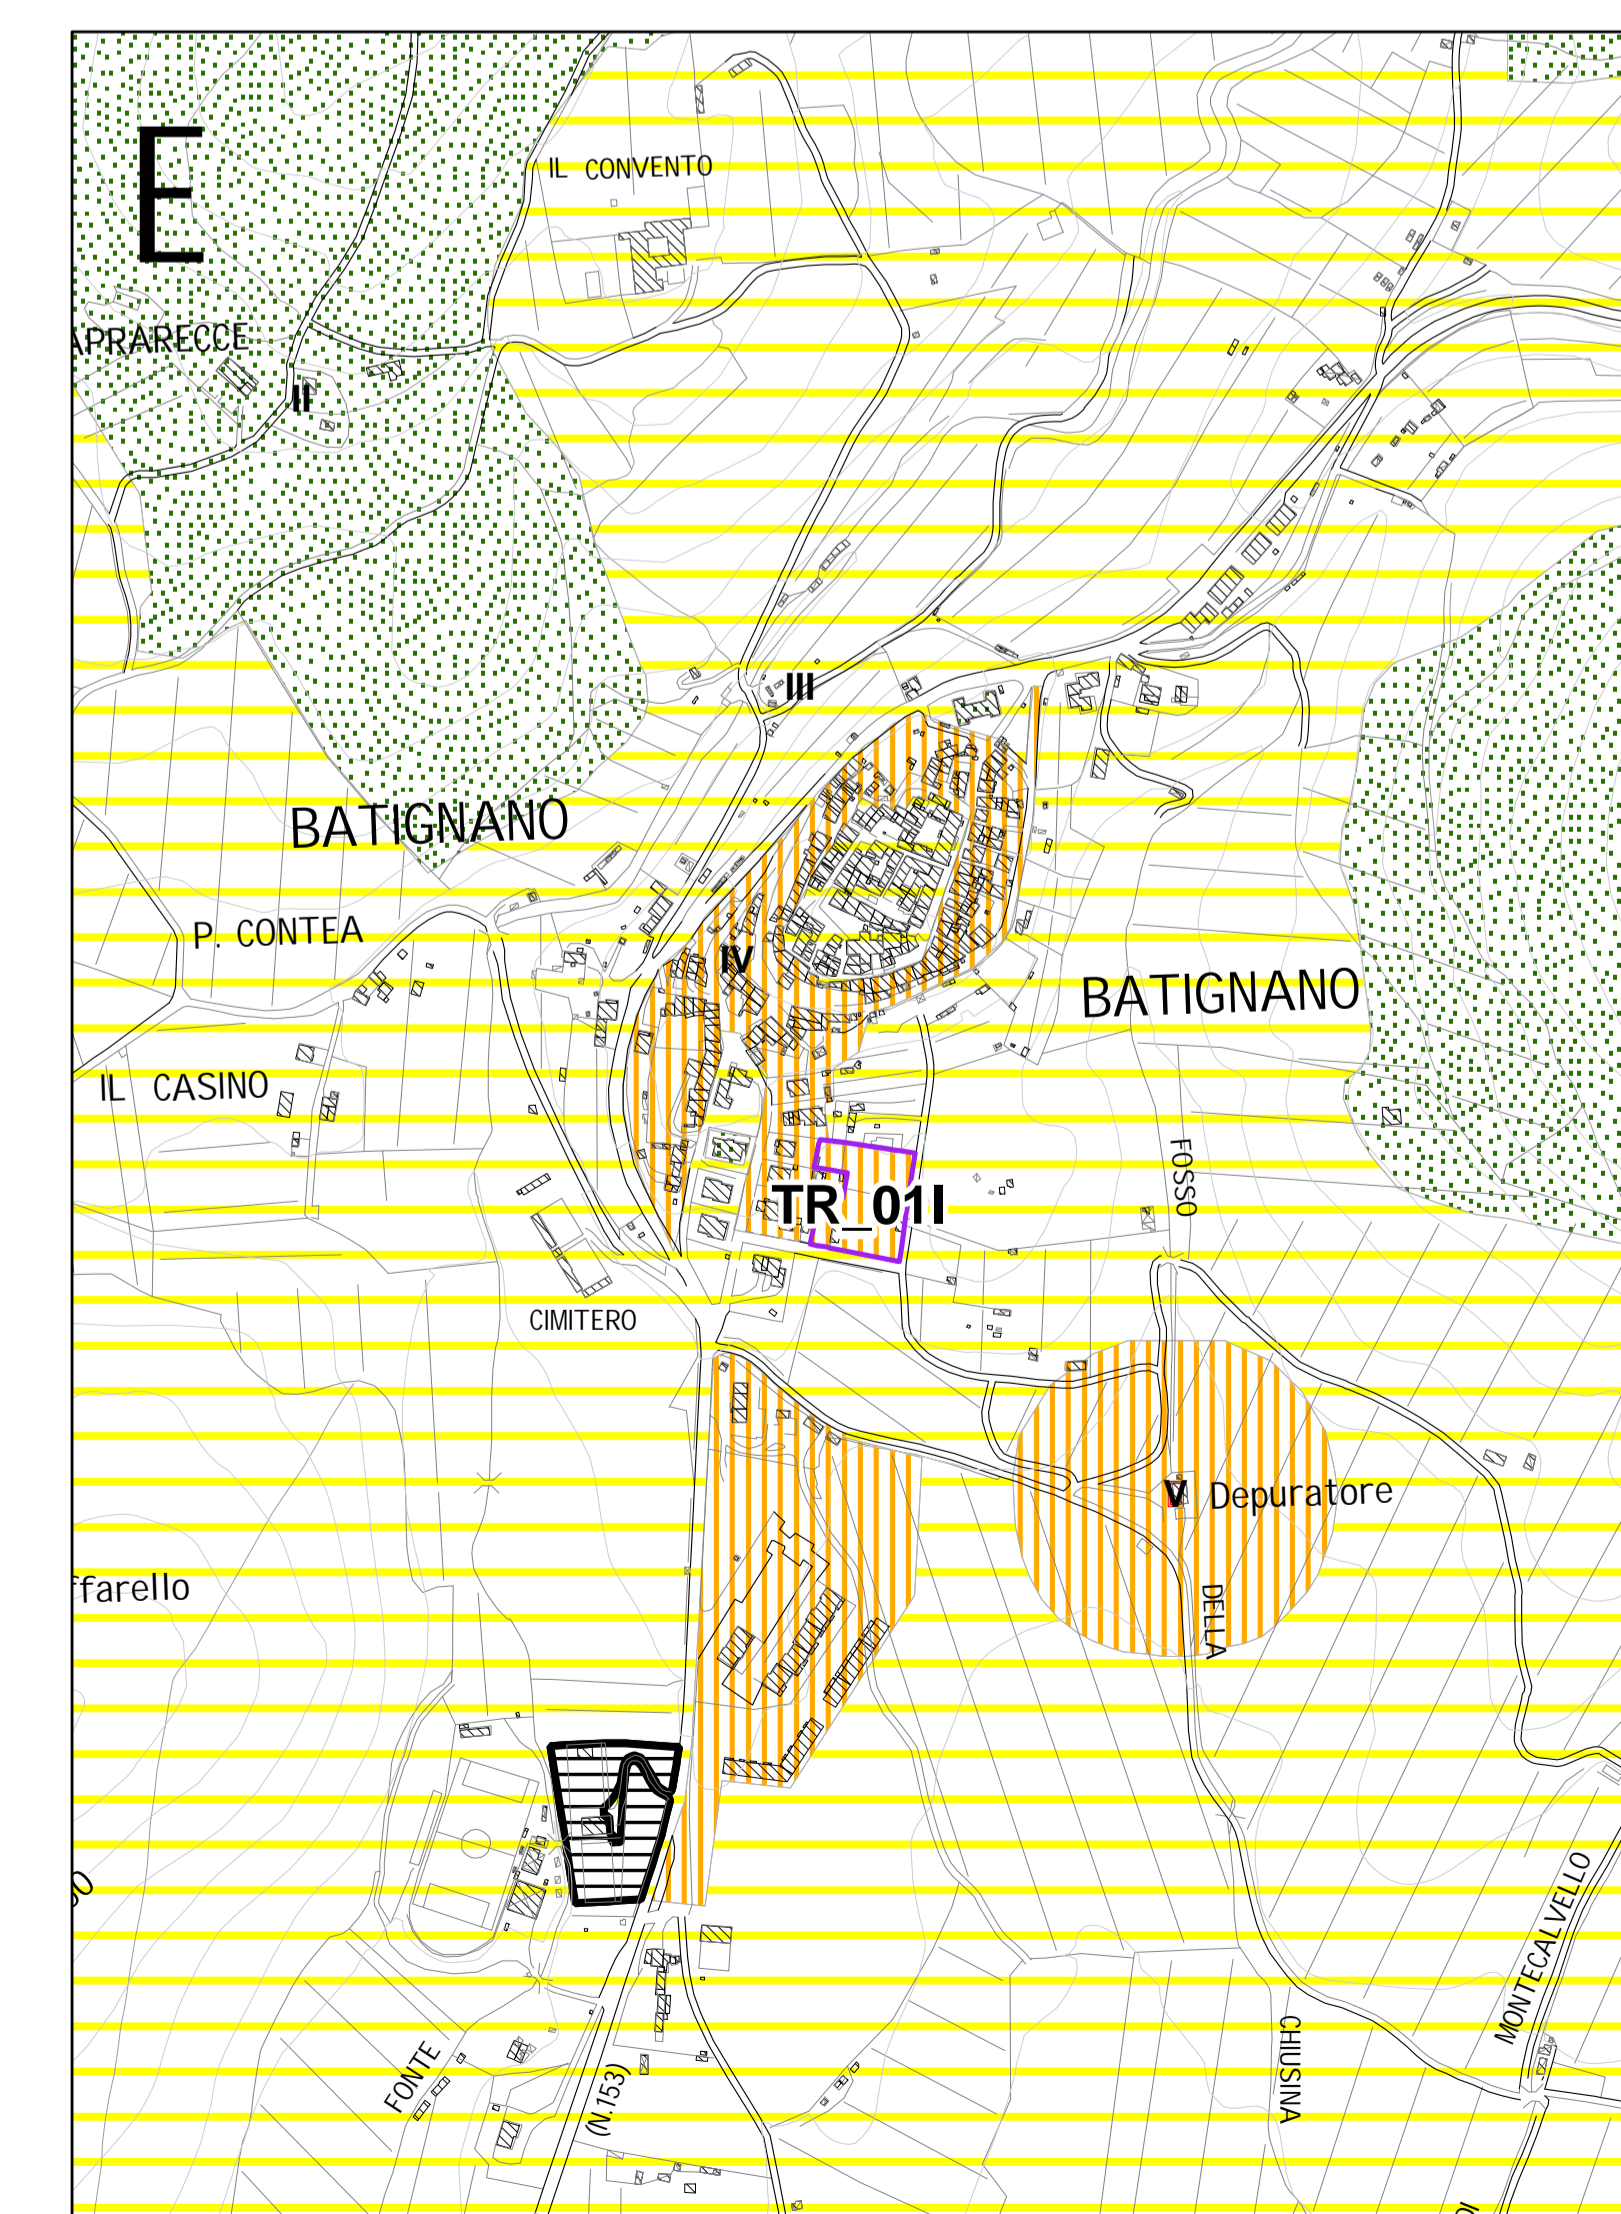 E
IL CONVENTO
APRARECCE
II
III
BATIGNANO
P. CONTEA
IV
BATIGNANO
IL CASINO
FOSSO
TR_01I
CIMITERO
V Depuratore
ffarello
DELLA
MONTECALVELLO
FONTE
(N.153)
CHIUSINA